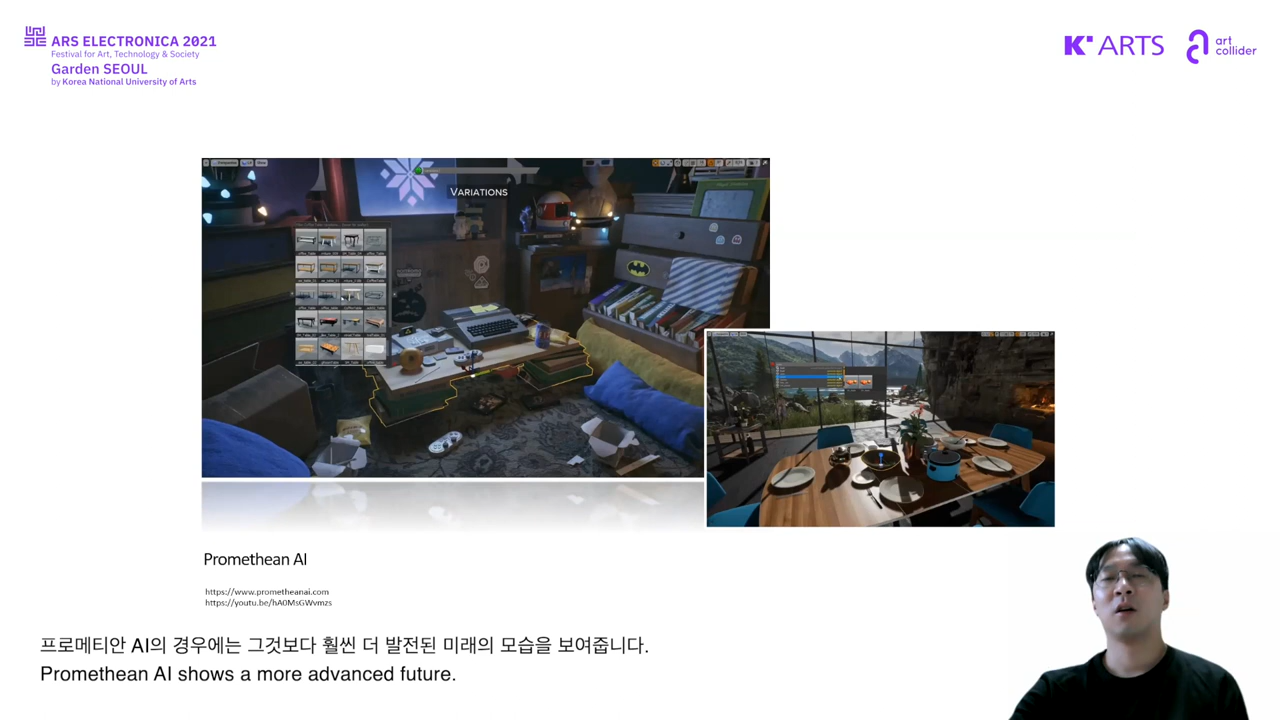 ARS ELECTRONICA 2021
Festival for Art, Technology & Society
Garden SEOUL
by Korea National University of Arts
K ARTS
art
collider
VARIATIONS
Promethean AI
https://www.prometheanai.com
https://youtu.be/hA0MsGWvmzs
프로메티안 AI의 경우에는 그것보다 훨씬 더 발전된 미래의 모습을 보여줍니다.
Promethean AI shows a more advanced future.